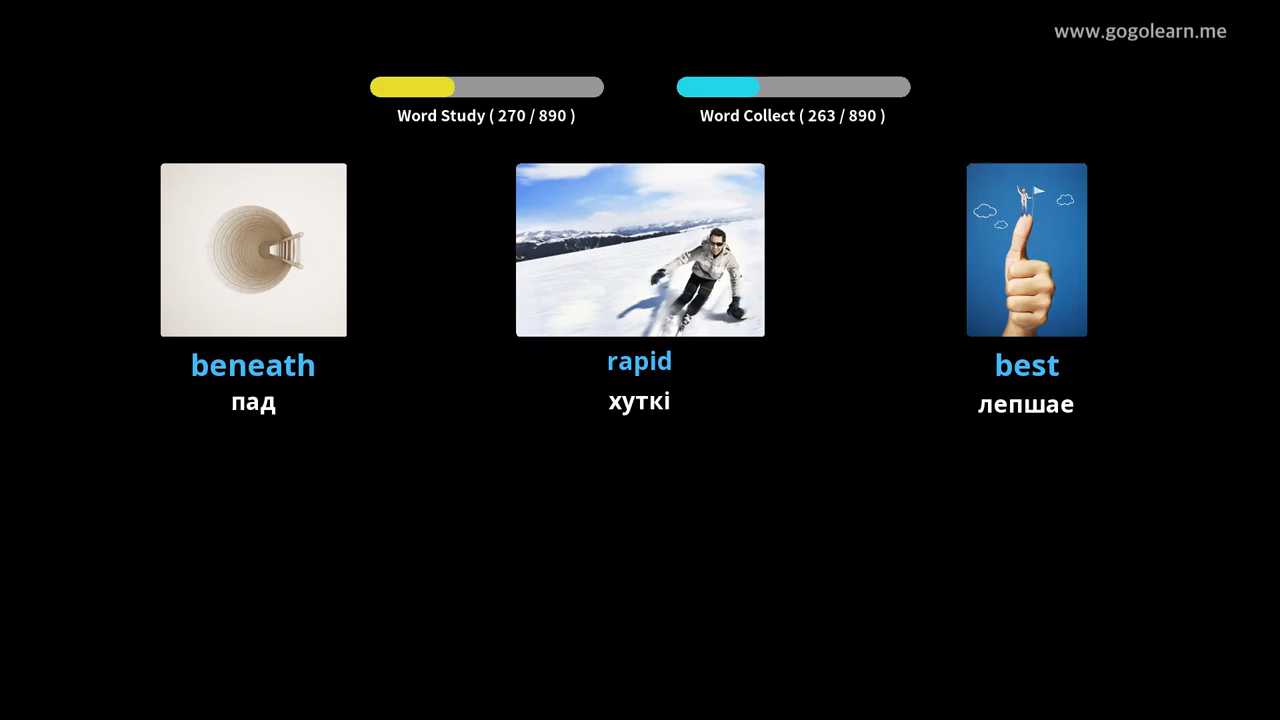 www.gogolearn.me
Word Study ( 270 / 890 )
Word Collect ( 263 / 890 )
beneath
пад
rapid
хуткі
best
лепшае